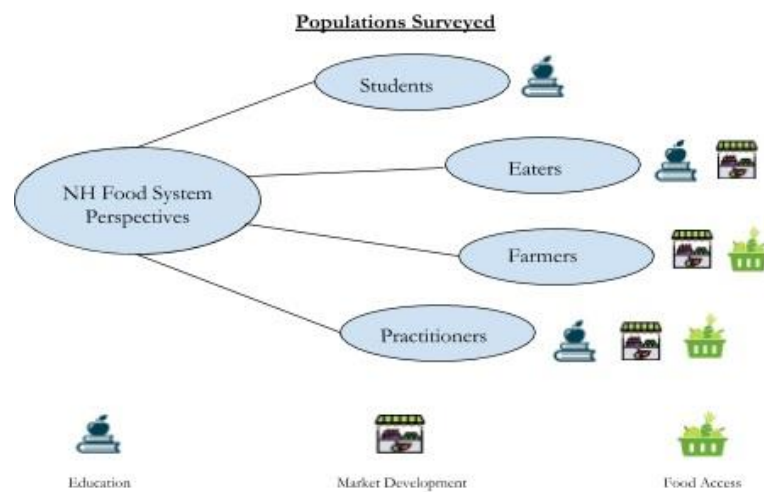 Populations Surveyed
Students
Eaters
NH Food System
Perspectives
Farmers
Practitioners
Education
Market Development
Food Access